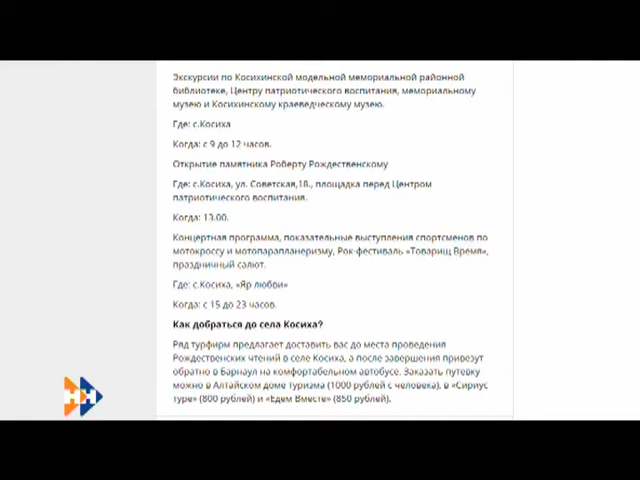 Экскурсии по Косихинской модельной мемориальной районной
библиотеке, Центру патриотического воспитания, мемориальному
музею и Косихинскому краеведческому музею.
Где: с.Косиха
Когда: с 9 до 12 часов.
Открытие памятника Роберту Рождественскому
Где: с.Косиха, ул. Советская,18., площадка перед Центром
патриотического воспитания.
Когда: 13.00.
Концертная программа, показательные выступления спортсменов по
мотокроссу и мотопарапланеризму, Рок-фестиваль «Товарищ Время»,
праздничный салют.
Где: с.Косиха, «Яр любви»
Когда: с 15 до 23 часов.
Как добраться до села Косиха?
Ряд турфирм предлагает доставить вас до места проведения
Рождественских чтений в селе Косиха, а после завершения привезут
обратно в Барнаул на комфортабельном автобусе. Заказать путевку
можно в Алтайском доме туризма (1000 рублей с человека), в «Сириус
туре» (800 рублей) и «Едем Вместе» (850 рублей).
НН